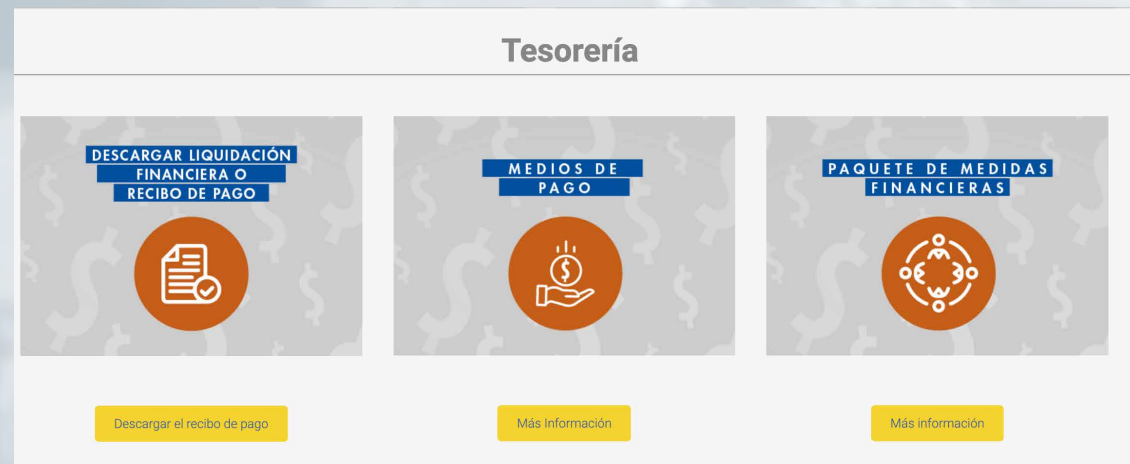 Tesorería
DESCARGAR LIQUIDACIÓN
FINANCIERA O
RECIBO DE PAGO
MEDIOS DE
PAGO
PAQUETE DE MEDIDAS
FINANCIERAS
Descargar el recibo de pago
Más Información
Más información